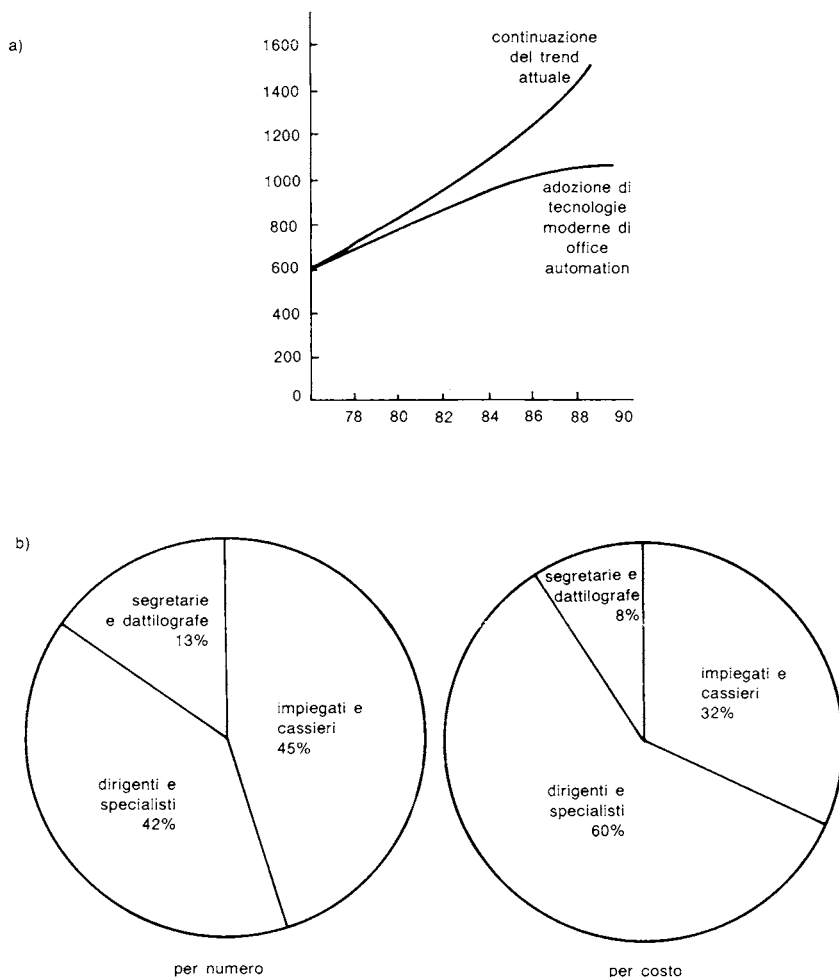 a)
1600
1400
1200
1000
800
600
400
200
0
continuazione
del trend
attuale
adozione di
tecnologie
moderne di
office
automation
78 80 82 84 86 88 90
b)
segretarie
e dattilografe
13%
impiegati e
cassieri
45%
dirigenti e
specialisti
42%
per numero
segretarie e
dattilografe
8%
impiegati e
cassieri
32%
dirigenti e
specialisti
60%
per costo